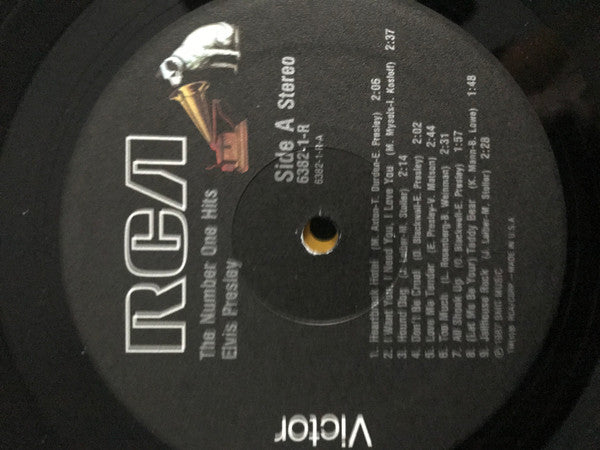 RCA
Victor
The Number One Hits
Elvis Presley
Side A Stereo
6382-1-R
6382-1-R-A
1. Heartbreak Hotel (M. Axton-T. Durden-E. Presley) 2:06
2. I Want You, I Need You, I Love You (M. Mysels-I. Kosloff) 2:37
3. Hound Dog (J. Leiber-M. Stoller) 2:14
4. Don't Be Cruel (O. Blackwell-E. Presley) 2:02
5. Love Me Tender (E. Presley-V. Matson) 2:44
6. Too Much (L. Rosenberg-B. Weinman) 2:31
7. All Shook Up (O. Blackwell-E. Presley) 1:57
8. (Let Me Be Your) Teddy Bear (K. Mann-B. Lowe) 1:48
9. Jailhouse Rock (J. Leiber-M. Stoller) 2:28
MADE IN U.S.A.